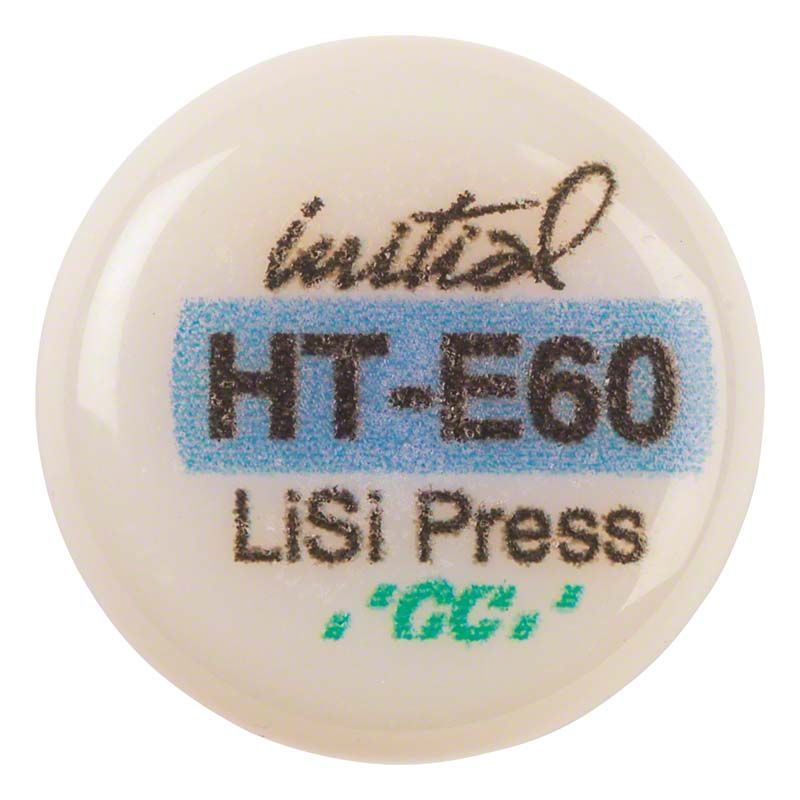 initial
HT-E60
LiSi Press
GC